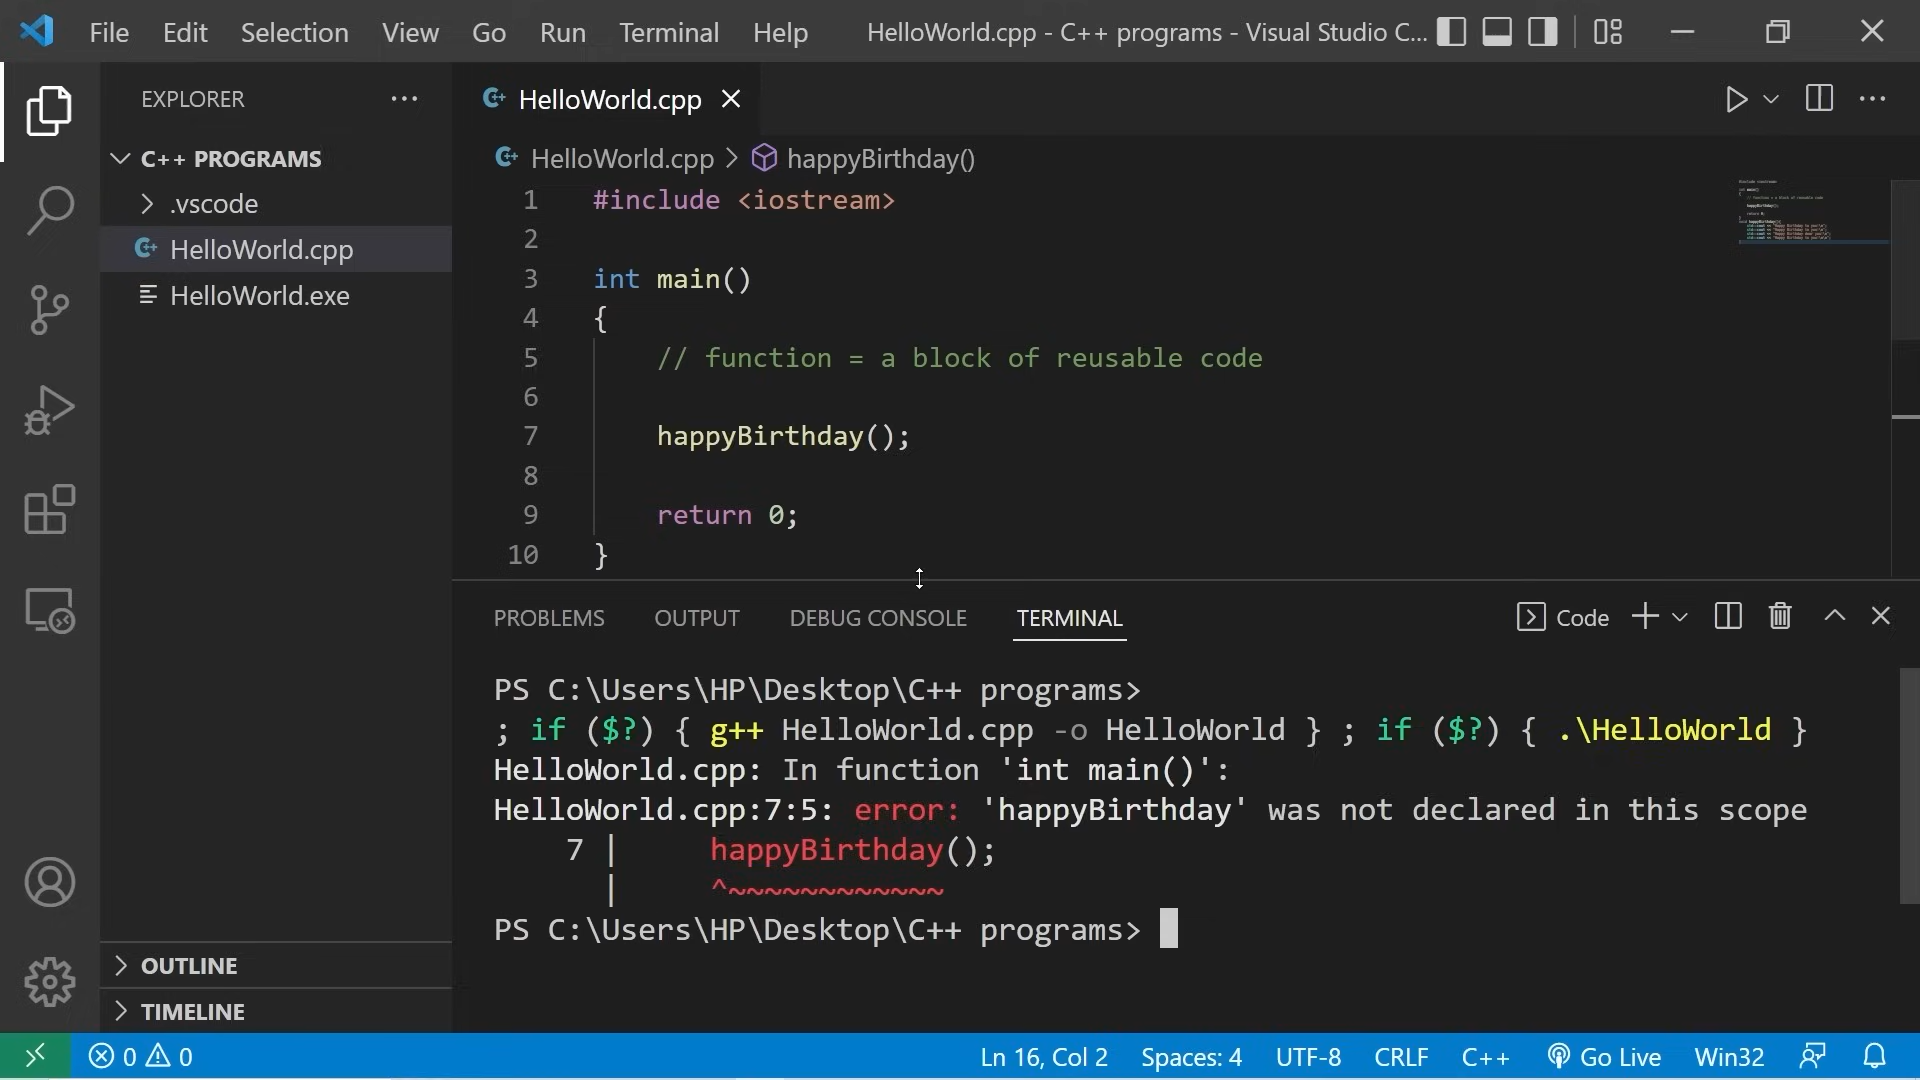 File Edit Selection View Go Run Terminal Help HelloWorld.cpp - C++ programs - Visual Studio C...
EXPLORER
C++ PROGRAMS
.vscode
HelloWorld.cpp
HelloWorld.exe
OUTLINE
TIMELINE
HelloWorld.cpp
HelloWorld.cpp > happyBirthday()
1 #include <iostream>
2
3 int main()
4 {
5 // function = a block of reusable code
6
7 happyBirthday();
8
9 return 0;
10 }
PROBLEMS OUTPUT DEBUG CONSOLE TERMINAL Code
PS C:\Users\HP\Desktop\C++ programs>
; if ($?) { g++ HelloWorld.cpp -o HelloWorld } ; if ($?) { .\HelloWorld }
HelloWorld.cpp: In function 'int main()':
HelloWorld.cpp:7:5: error: 'happyBirthday' was not declared in this scope
7 | happyBirthday();
| ^~~~~~~~~~~~~
PS C:\Users\HP\Desktop\C++ programs>
0 0 Ln 16, Col 2 Spaces: 4 UTF-8 CRLF C++ Go Live Win32